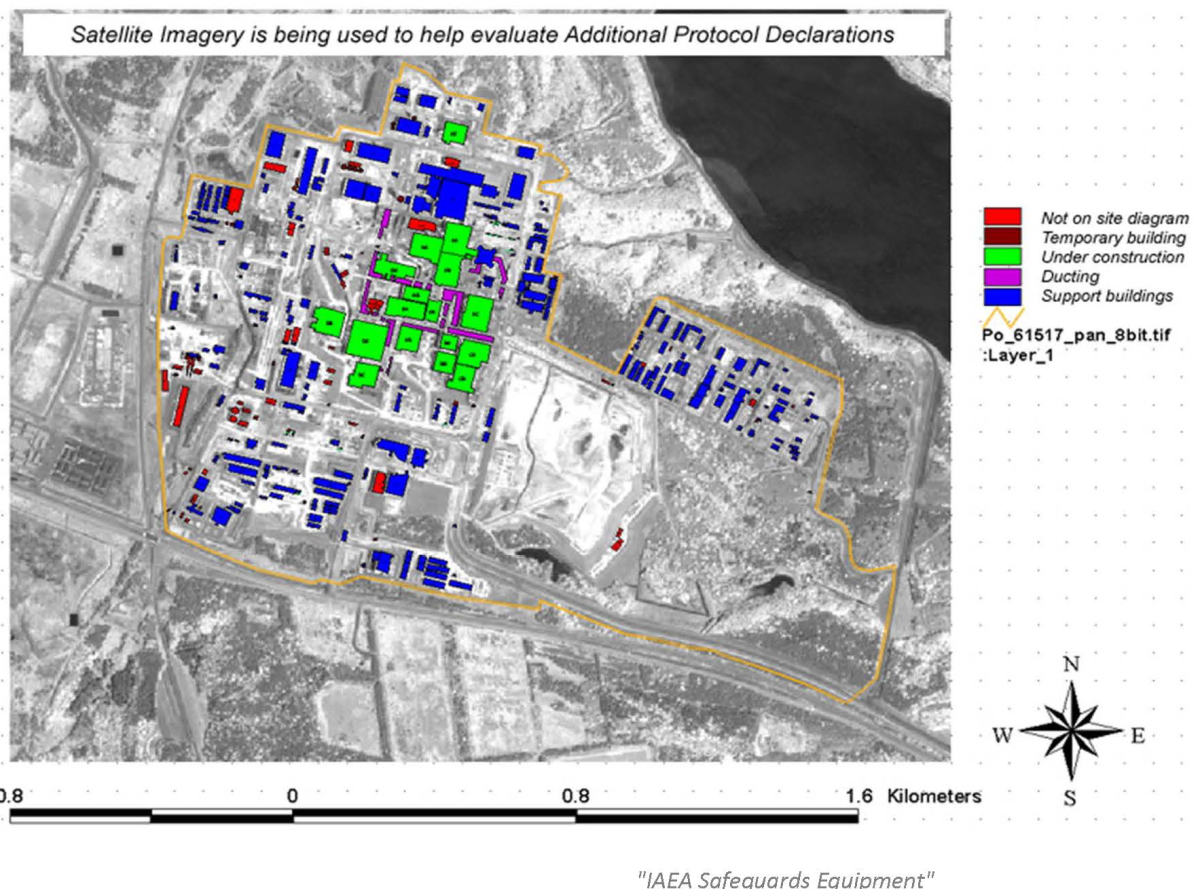 Satellite Imagery is being used to help evaluate Additional Protocol Declarations
Not on site diagram
Temporary building
Under construction
Ducting
Support buildings
Po_61517_pan_8bit.tif
:Layer_1
N
W E
S
0.8 0 0.8 1.6 Kilometers
"IAEA Safeguards Equipment"